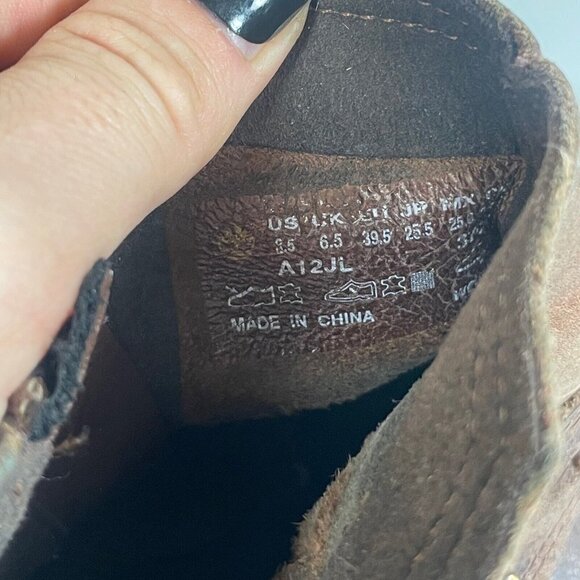 US UK EU JP MX
8.5 6.5 39.5 25.5
A12JL
MADE IN CHINA